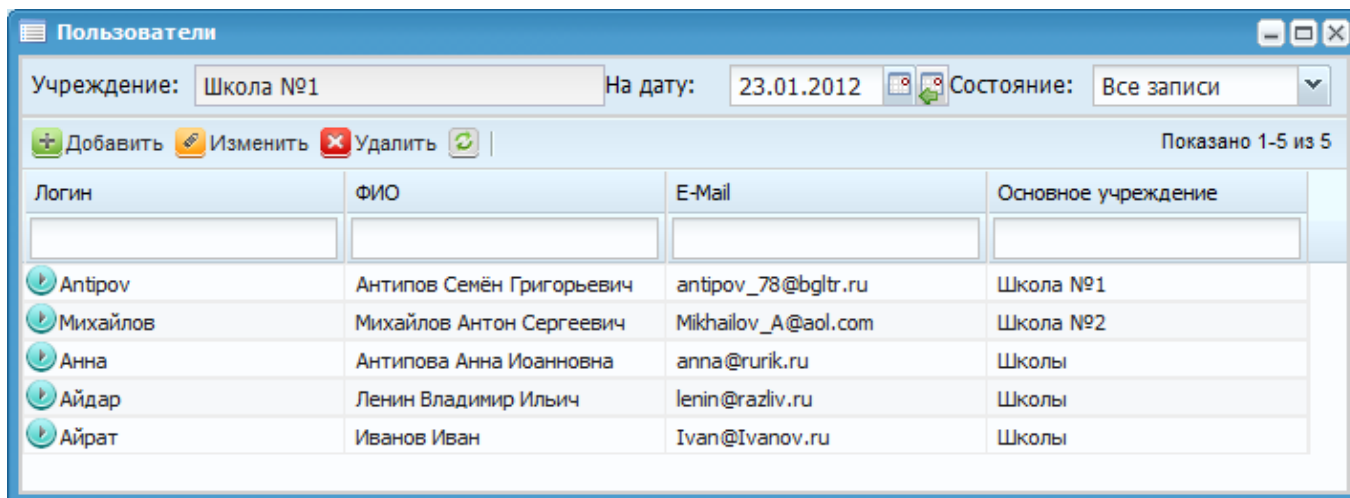 Пользователи
Учреждение: Школа №1 На дату: 23.01.2012 Состояние: Все записи
Добавить Изменить Удалить Показано 1-5 из 5
Логин ФИО E-Mail Основное учреждение
Antipov Антипов Семён Григорьевич antipov_78@bgltr.ru Школа №1
Михайлов Михайлов Антон Сергеевич Mikhailov_A@aol.com Школа №2
Анна Антипова Анна Иоанновна anna@rurik.ru Школы
Айдар Ленин Владимир Ильич lenin@razliv.ru Школы
Айрат Иванов Иван Ivan@Ivanov.ru Школы